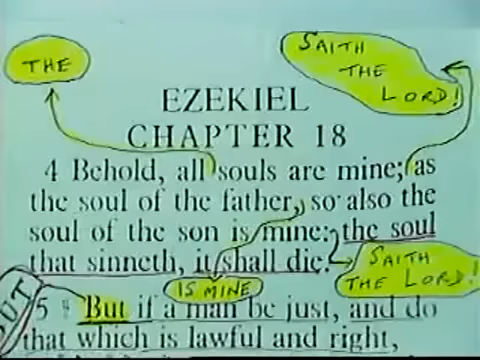 THE
SAITH
THE
LORD!
EZEKIEL
CHAPTER 18
4 Behold, all souls are mine; as
the soul of the father, so also the
soul of the son is mine: the soul
that sinneth, it shall die.
SAITH
THE LORD!
IS MINE
BUT
5 ¶ But if a man be just, and do
that which is lawful and right,